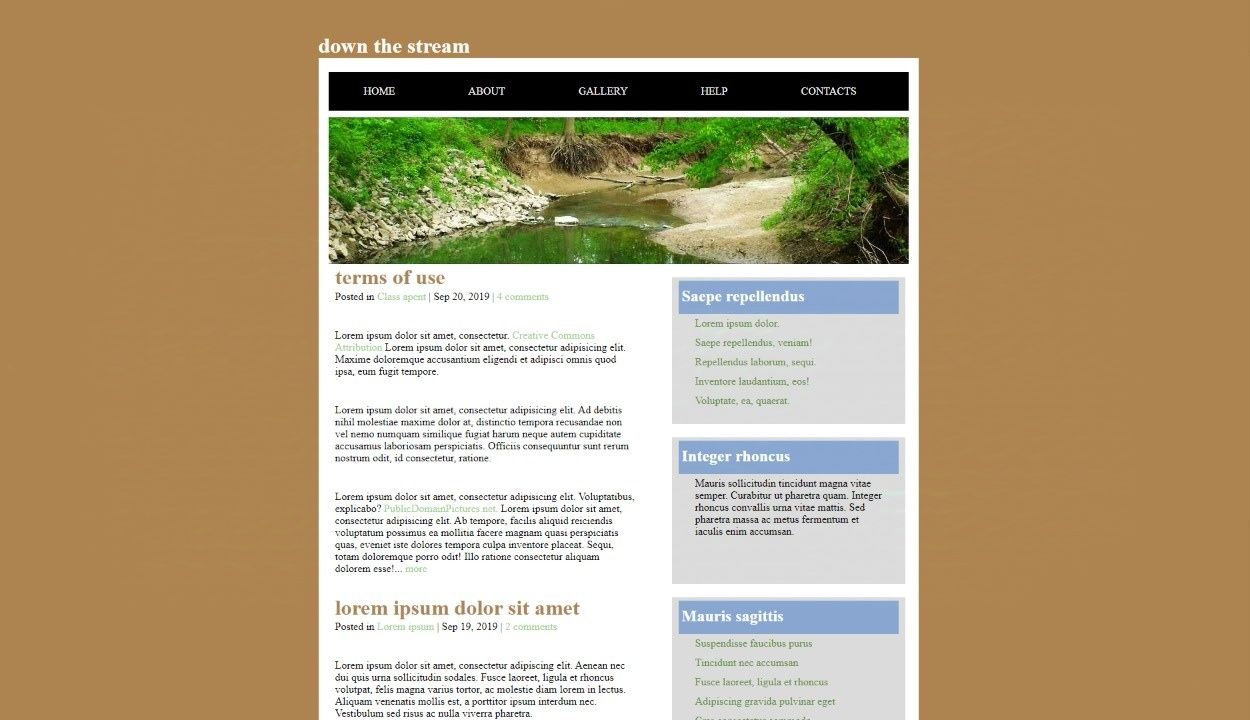 down the stream
HOME ABOUT GALLERY HELP CONTACTS
terms of use
Posted in Class apent | Sep 20, 2019 | 4 comments
Lorem ipsum dolor sit amet, consectetur. Creative Commons
Attribution Lorem ipsum dolor sit amet, consectetur adipisicing elit.
Maxime doloremque accusantium eligendi et adipisci omnis quod
ipsa, eum fugit tempore.
Lorem ipsum dolor sit amet, consectetur adipisicing elit. Ad debitis
nihil molestiae maxime dolor at, distinctio tempora recusandae non
vel nemo numquam similique fugiat harum neque autem cupiditate
accusamus laboriosam perspiciatis. Officiis consequuntur sunt rerum
nostrum odit, id consectetur, ratione.
Lorem ipsum dolor sit amet, consectetur adipisicing elit. Voluptatibus,
explicabo? PublicDomainPictures.net. Lorem ipsum dolor sit amet,
consectetur adipisicing elit. Ab tempore, facilis aliquid reiciendis
voluptatum possimus ea mollitia facere magnam quasi perspiciatis
quas, eveniet iste dolores tempora culpa inventore placeat. Sequi,
totam doloremque porro odit! Illo ratione consectetur aliquam
dolorem esse!... more
lorem ipsum dolor sit amet
Posted in Lorem ipsum | Sep 19, 2019 | 2 comments
Lorem ipsum dolor sit amet, consectetur adipiscing elit. Aenean nec
dui quis urna sollicitudin sodales. Fusce laoreet, ligula et rhoncus
volutpat, felis magna varius tortor, ac molestie diam lorem in lectus.
Aliquam venenatis mollis est, a porttitor ipsum interdum nec.
Vestibulum sed risus ac nulla viverra pharetra.
Saepe repellendus
Lorem ipsum dolor.
Saepe repellendus, veniam!
Repellendus laborum, sequi.
Inventore laudantium, eos!
Voluptate, ea, quaerat.
Integer rhoncus
Mauris sollicitudin tincidunt magna vitae
semper. Curabitur ut pharetra quam. Integer
rhoncus convallis urna vitae mattis. Sed
pharetra massa ac metus fermentum et
iaculis enim accumsan.
Mauris sagittis
Suspendisse faucibus purus
Tincidunt nec accumsan
Fusce laoreet, ligula et rhoncus
Adipiscing gravida pulvinar eget